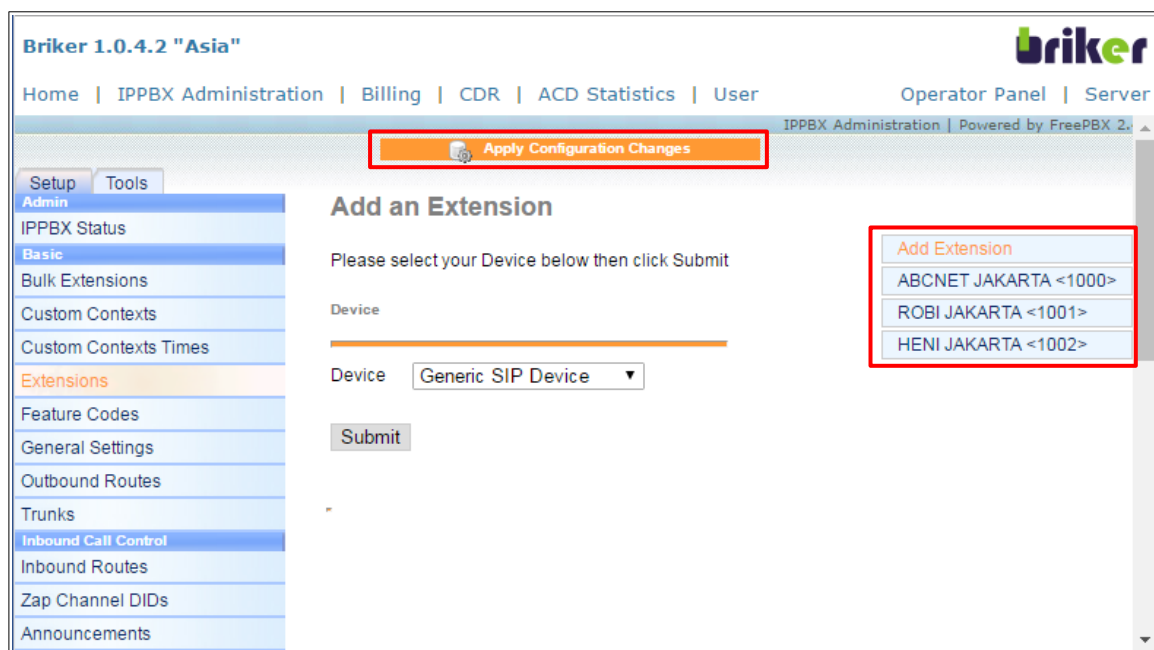 Briker 1.0.4.2 "Asia"
briker
Home | IPPBX Administration | Billing | CDR | ACD Statistics | User Operator Panel | Server
IPPBX Administration | Powered by FreePBX 2.
Apply Configuration Changes
Setup Tools
Admin
IPPBX Status
Basic
Bulk Extensions
Custom Contexts
Custom Contexts Times
Extensions
Feature Codes
General Settings
Outbound Routes
Trunks
Inbound Call Control
Inbound Routes
Zap Channel DIDs
Announcements
Add an Extension
Please select your Device below then click Submit
Device
Device Generic SIP Device
Submit
Add Extension
ABCNET JAKARTA <1000>
ROBI JAKARTA <1001>
HENI JAKARTA <1002>